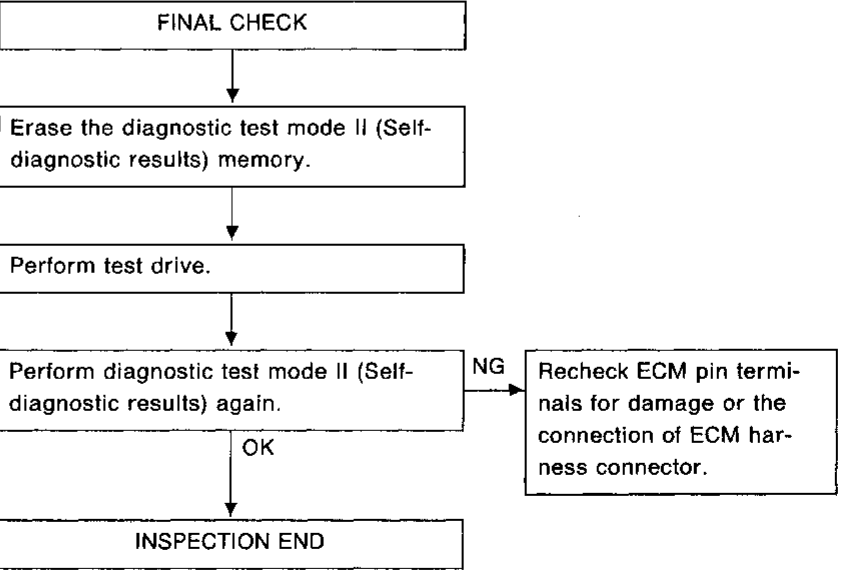 FINAL CHECK
Erase the diagnostic test mode II (Self-
diagnostic results) memory.
Perform test drive.
Perform diagnostic test mode II (Self-
diagnostic results) again.
NG
Recheck ECM pin termi-
nals for damage or the
connection of ECM har-
ness connector.
OK
INSPECTION END